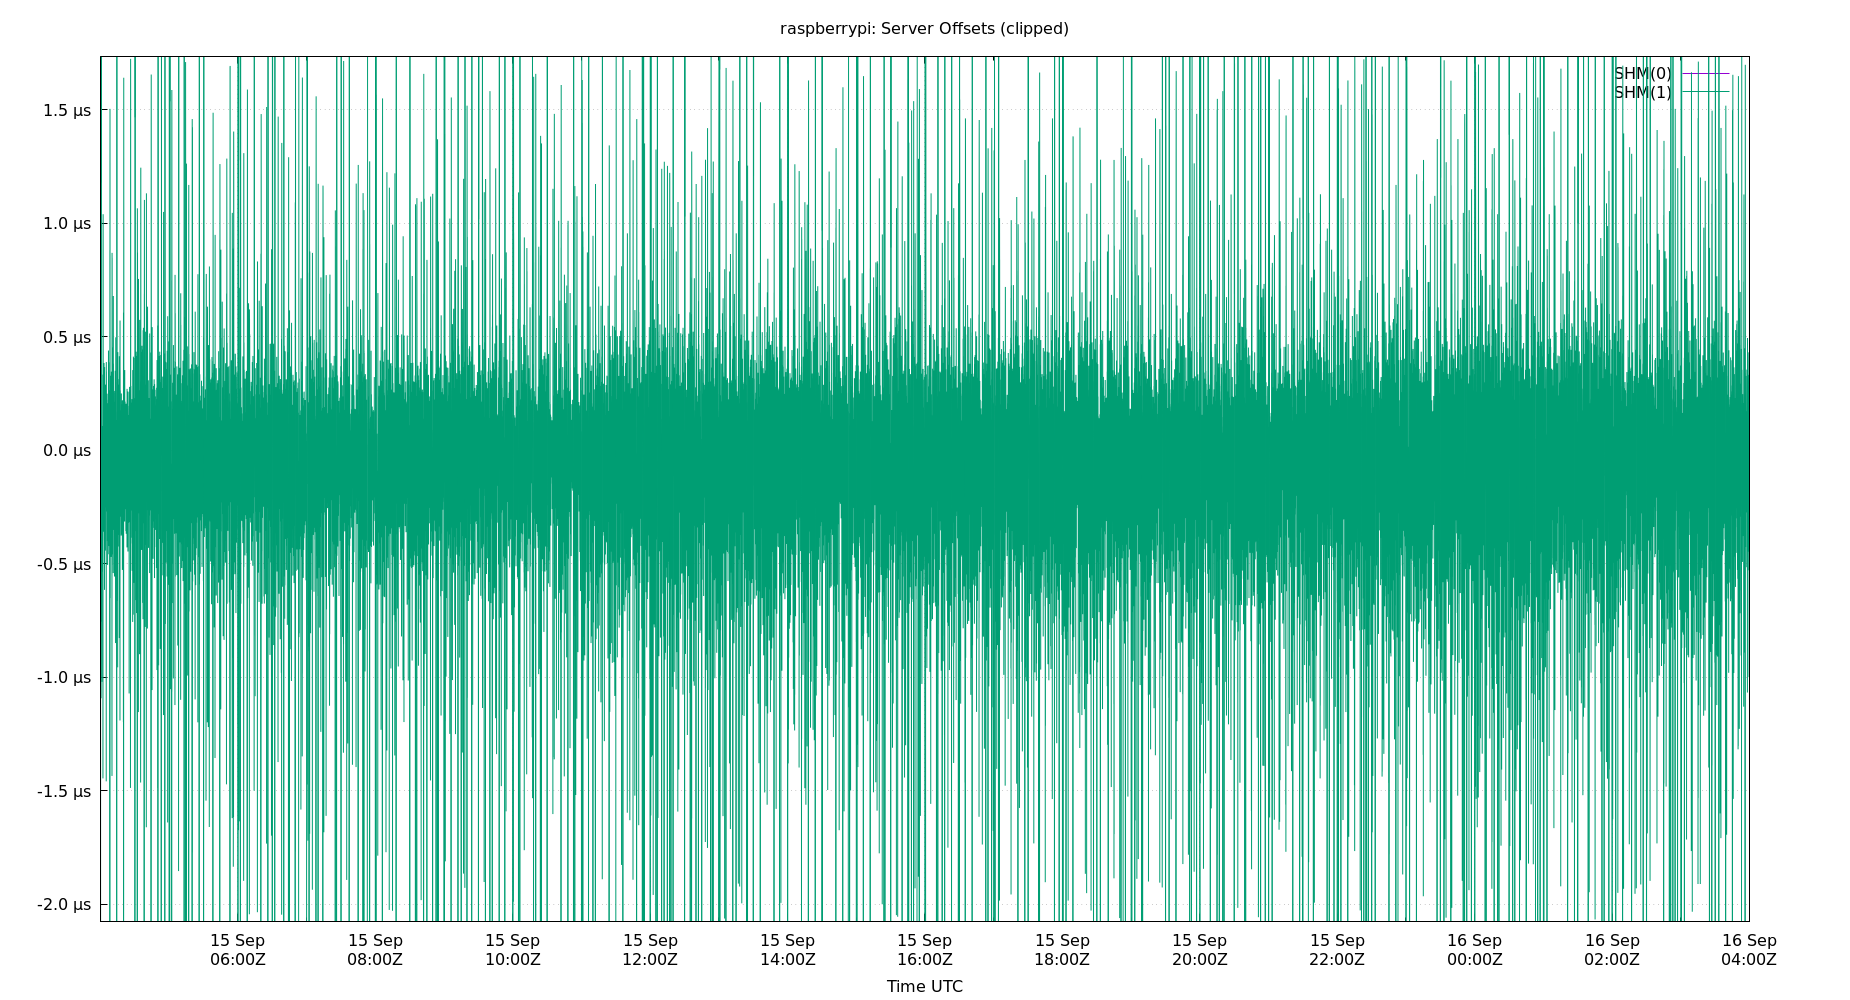 raspberrypi: Server Offsets (clipped)
SHM(0)
SHM(1)
1.5 µs
1.0 µs
0.5 µs
0.0 µs
-0.5 µs
-1.0 µs
-1.5 µs
-2.0 µs
15 Sep 15 Sep 15 Sep 15 Sep 15 Sep 15 Sep 15 Sep 15 Sep 15 Sep 16 Sep 16 Sep 16 Sep
06:00Z 08:00Z 10:00Z 12:00Z 14:00Z 16:00Z 18:00Z 20:00Z 22:00Z 00:00Z 02:00Z 04:00Z
Time UTC